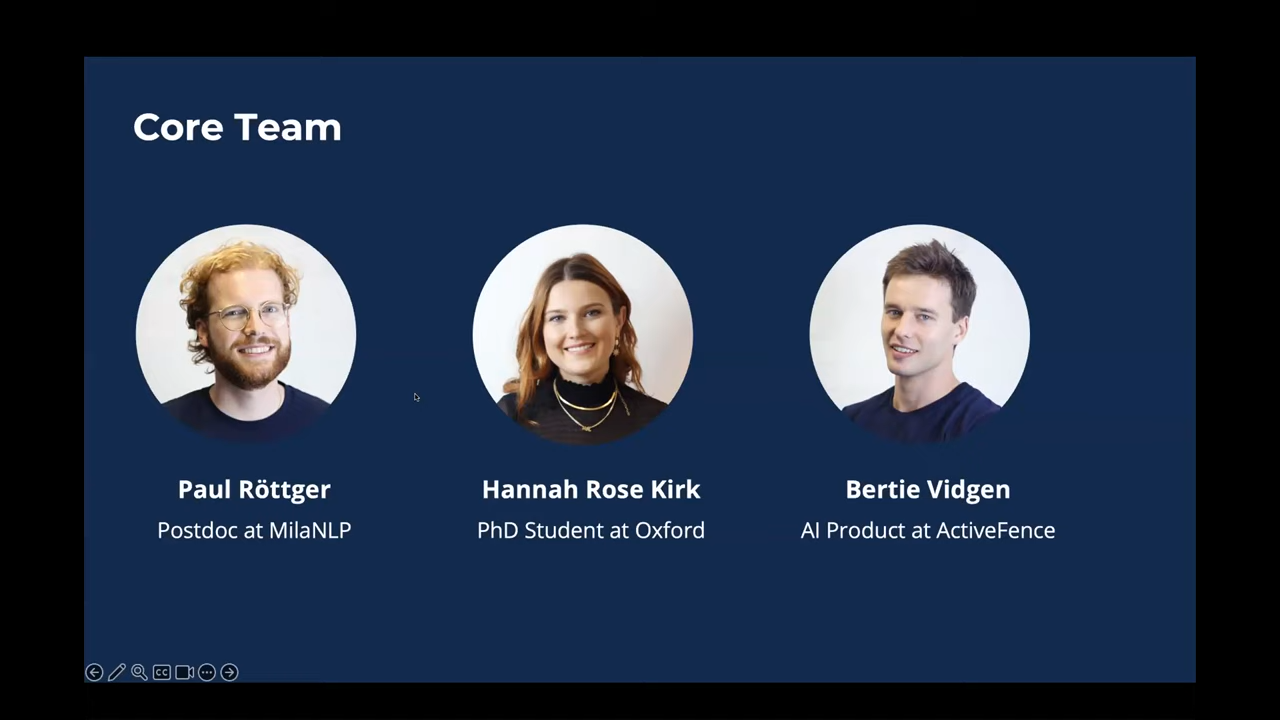 Core Team
Paul Röttger
Postdoc at MilaNLP
Hannah Rose Kirk
PhD Student at Oxford
Bertie Vidgen
AI Product at ActiveFence
CC